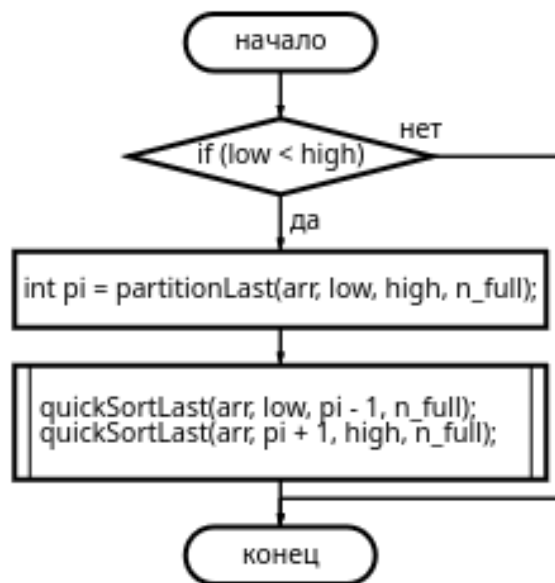 начало
if (low < high)
нет
да
int pi = partitionLast(arr, low, high, n_full);
quickSortLast(arr, low, pi - 1, n_full);
quickSortLast(arr, pi + 1, high, n_full);
конец